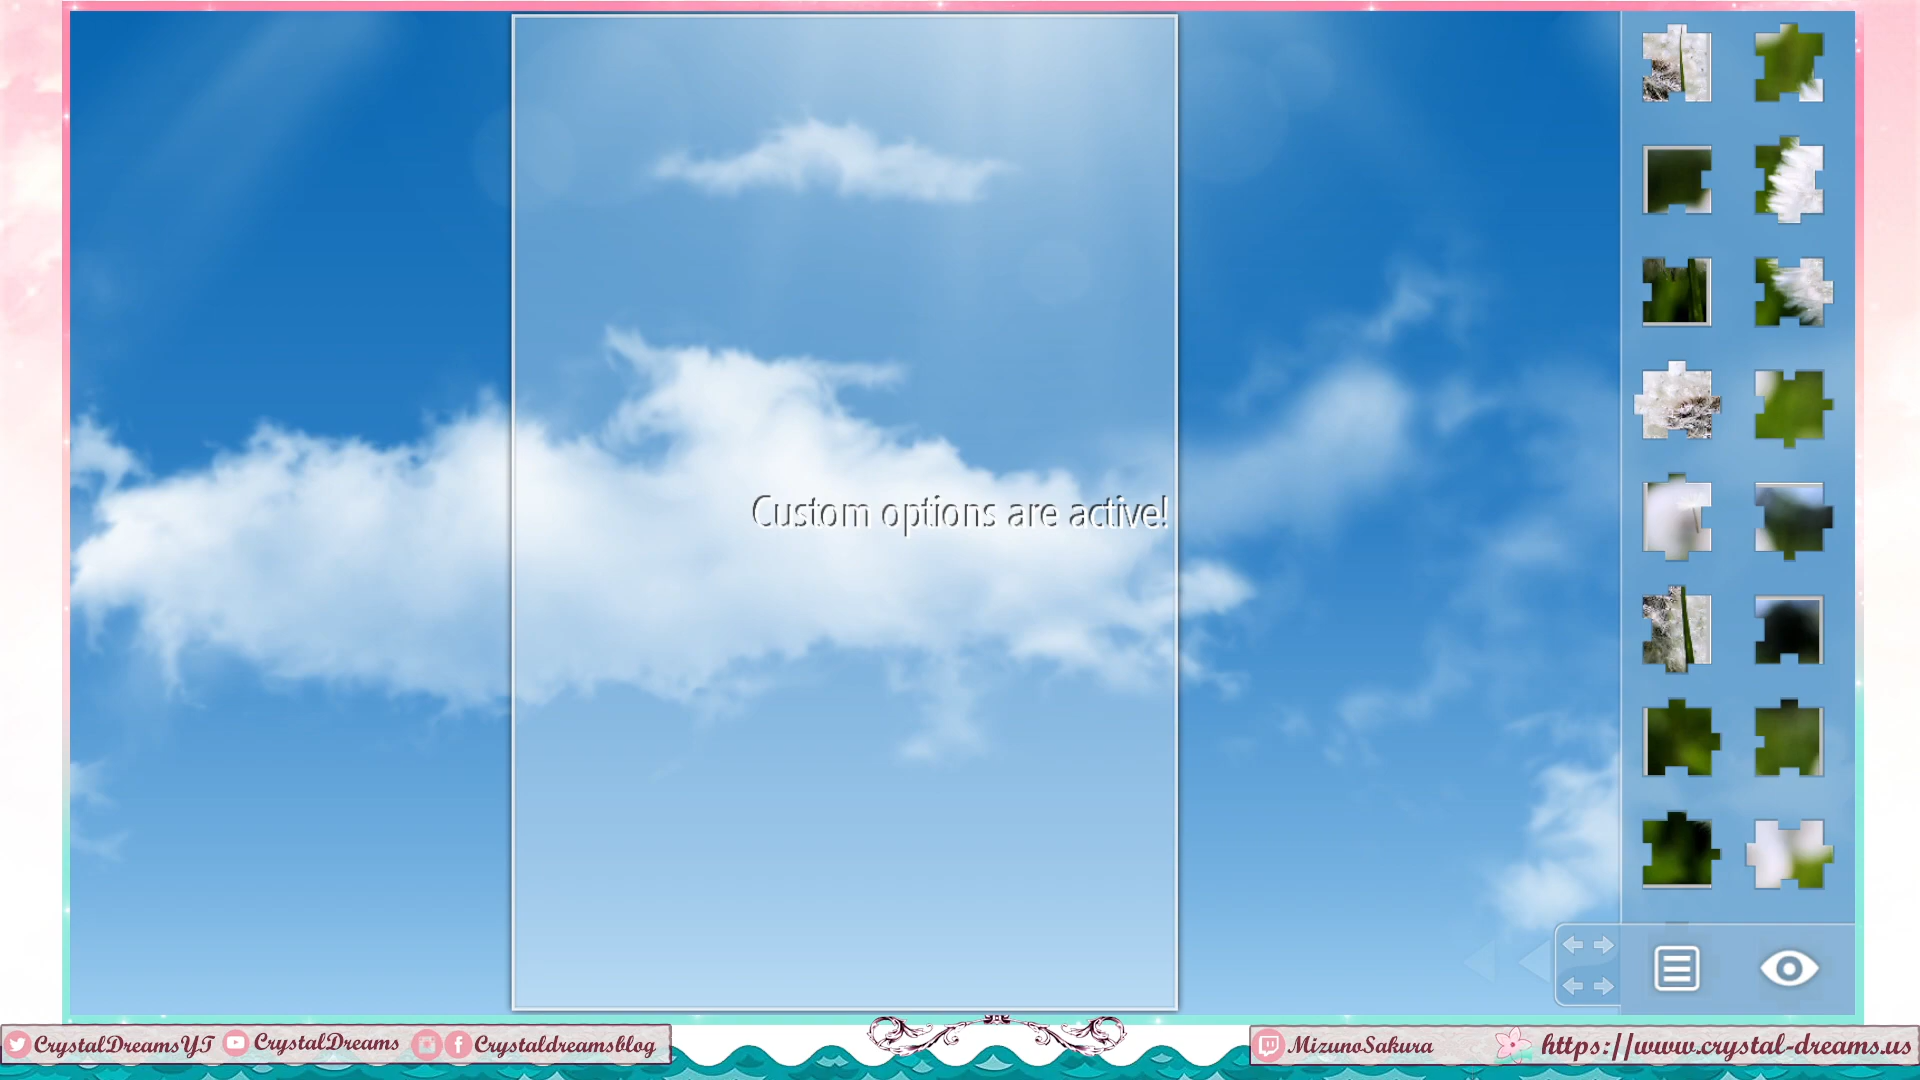 Custom options are active!
CrystalDreamsYT CrystalDreams Crystaldreamsblog
MizunoSakura https://www.crystal-dreams.us